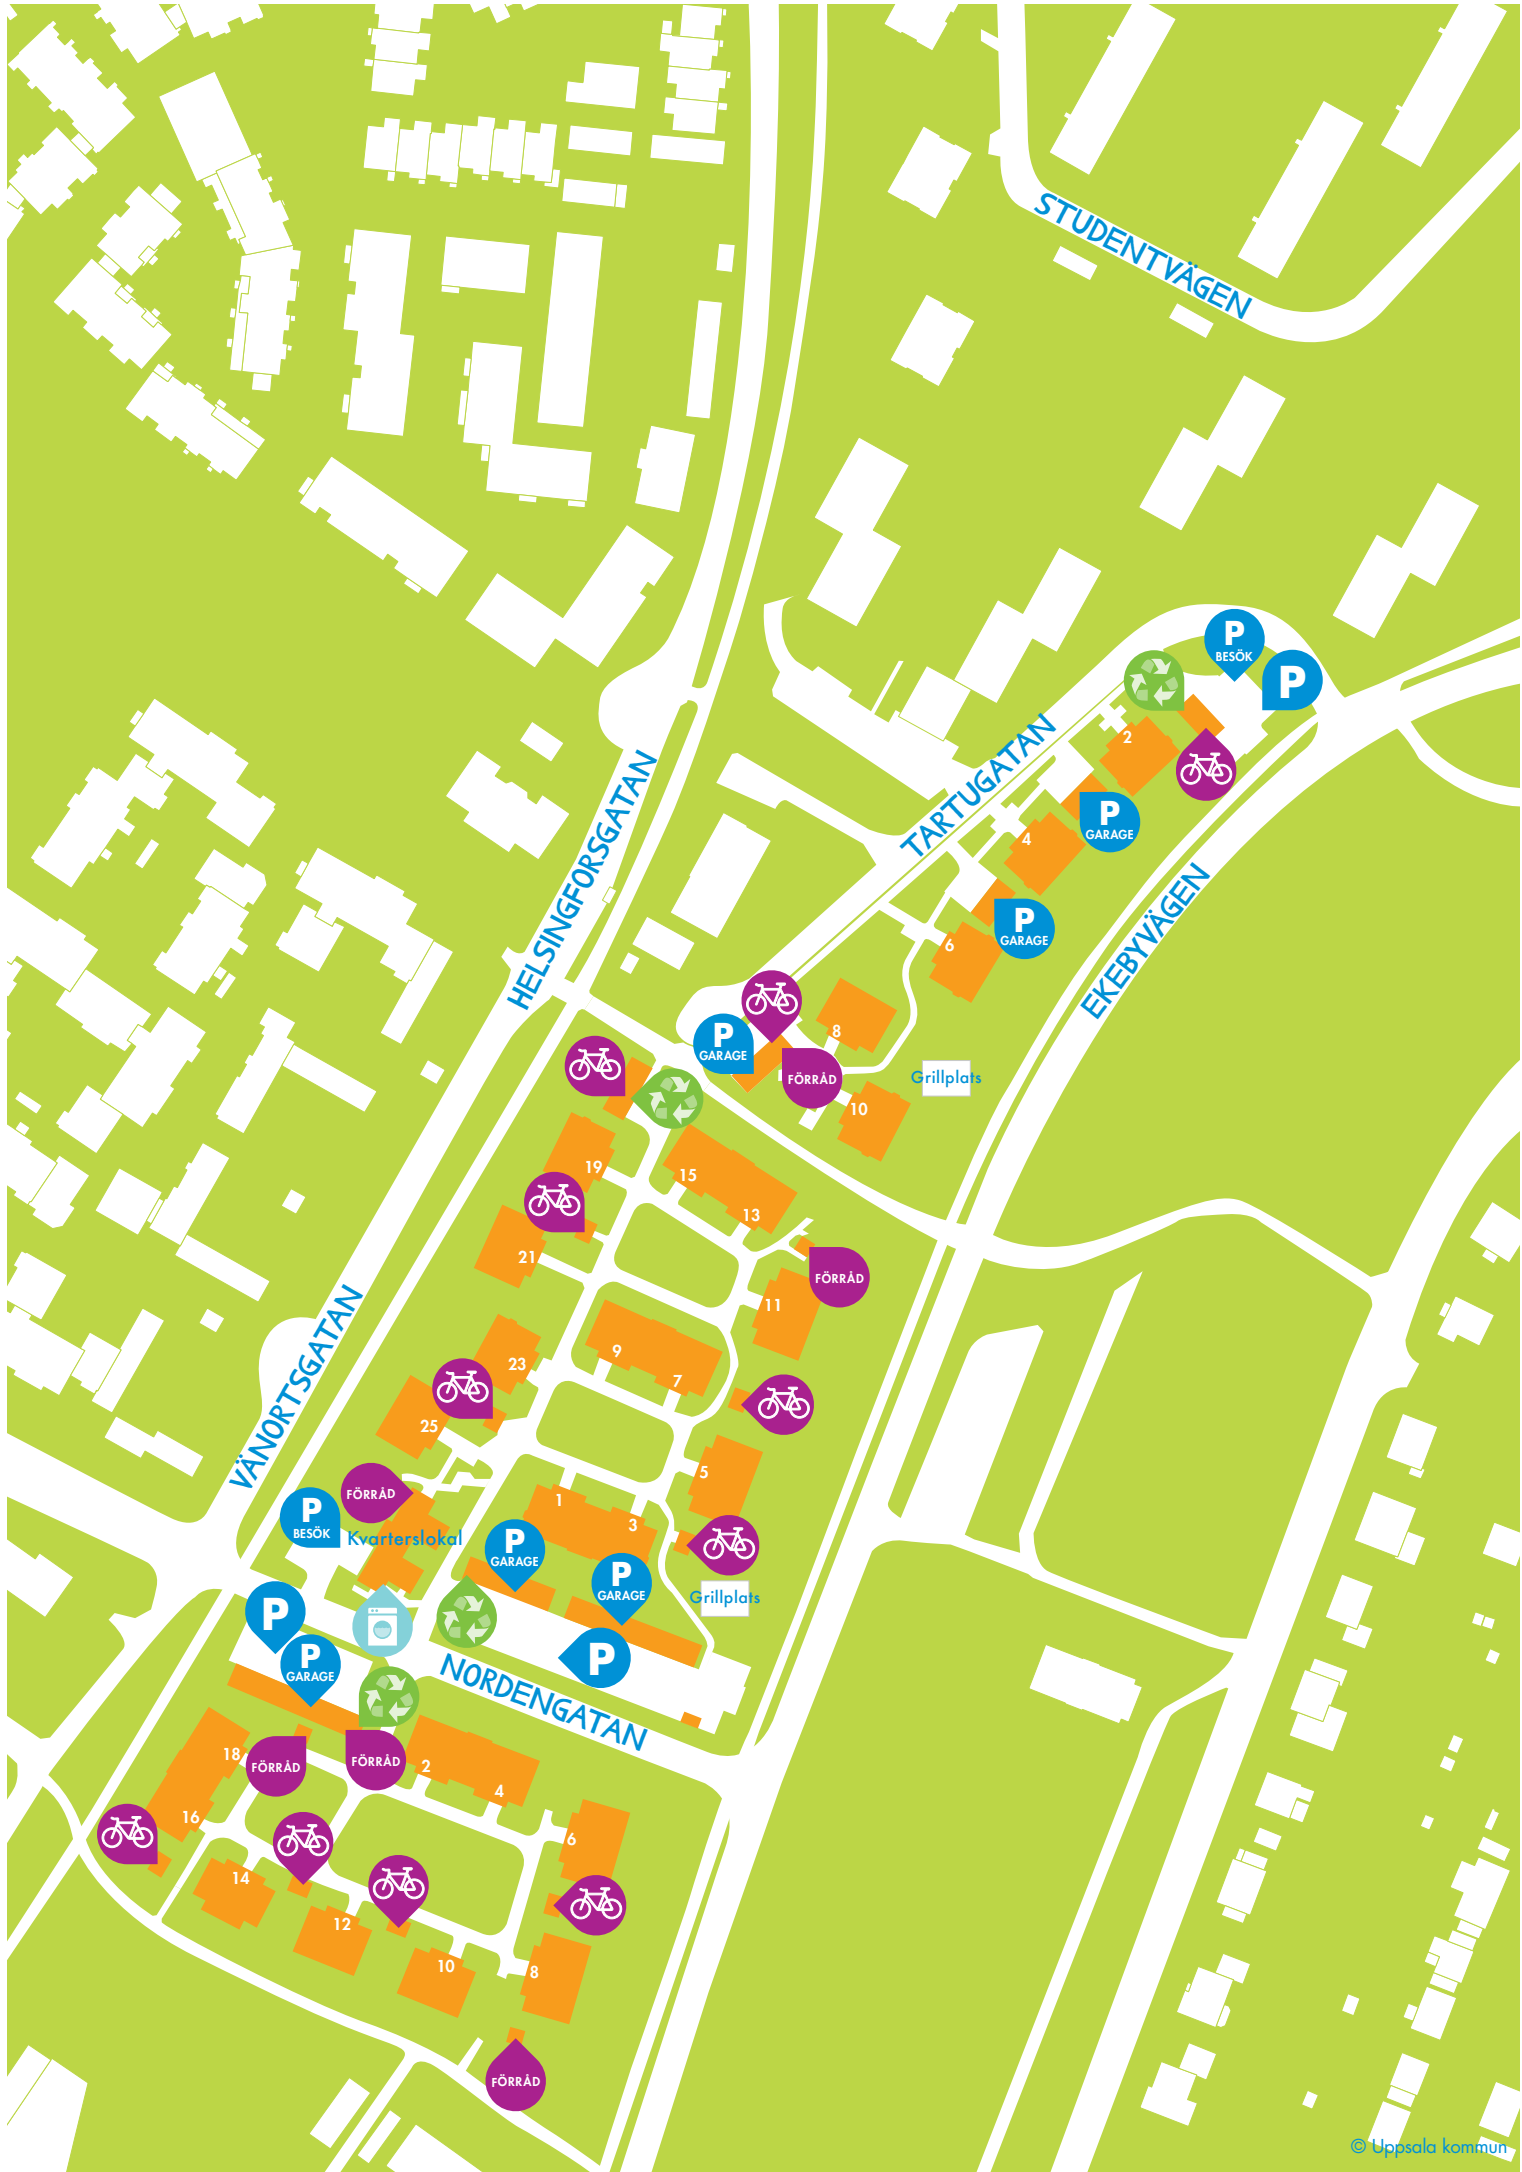 STUDENTVÄGEN
P
BESÖK
P
2
TARTUGATAN
P
GARAGE
4
HELSINGFORSGATAN
EKEBYVÄGEN
P
GARAGE
6
8
P
GARAGE
FÖRRÅD
Grillplats
10
19
15
13
21
FÖRRÅD
11
VÄNORTSGATAN
9
23
7
25
5
FÖRRÅD
1
3
P
BESÖK
Kvarterslokal
P
GARAGE
P
GARAGE
Grillplats
P
P
GARAGE
P
NORDENGATAN
18
FÖRRÅD
FÖRRÅD
2
4
16
6
14
12
10
8
FÖRRÅD
© Uppsala kommun